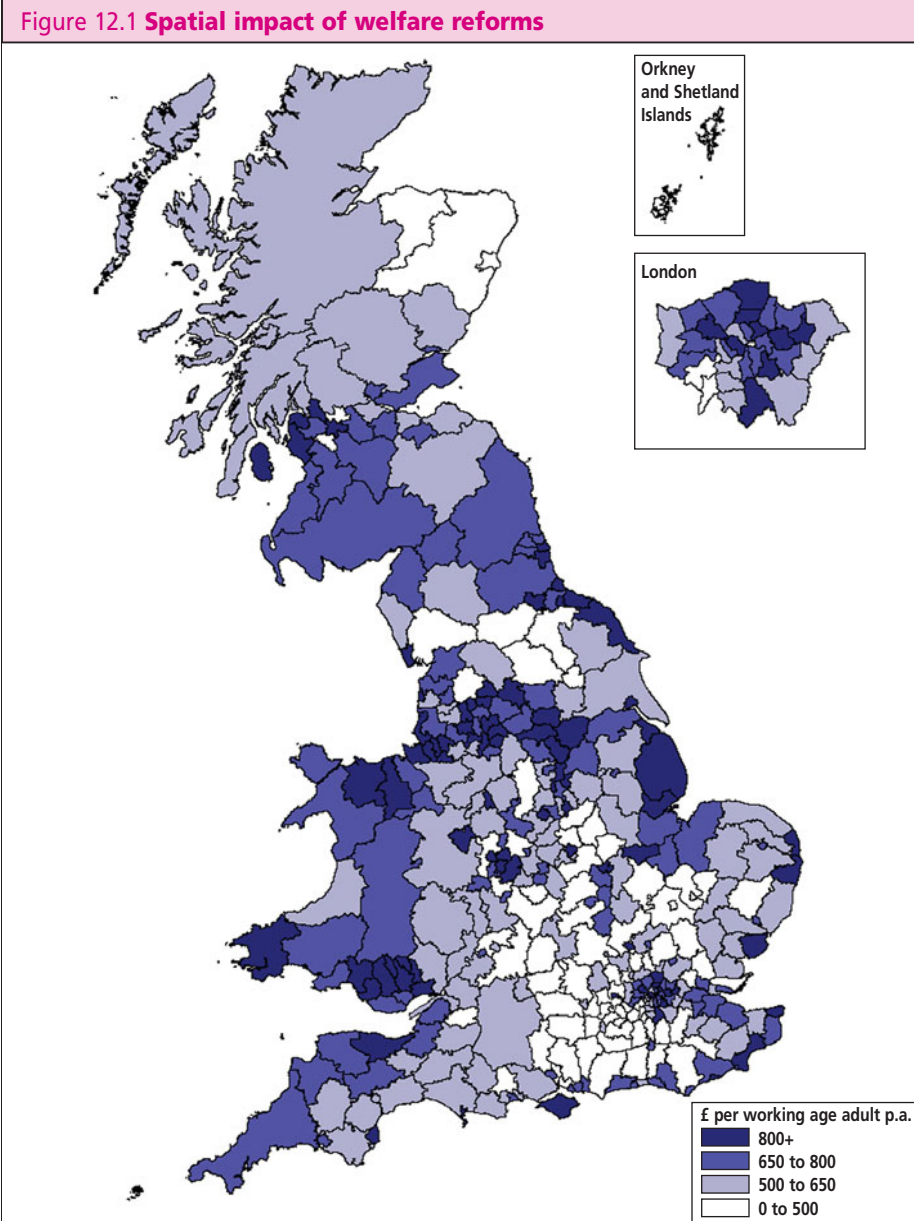 Figure 12.1 Spatial impact of welfare reforms
Orkney
and Shetland
Islands
London
£ per working age adult p.a.
800+
650 to 800
500 to 650
0 to 500